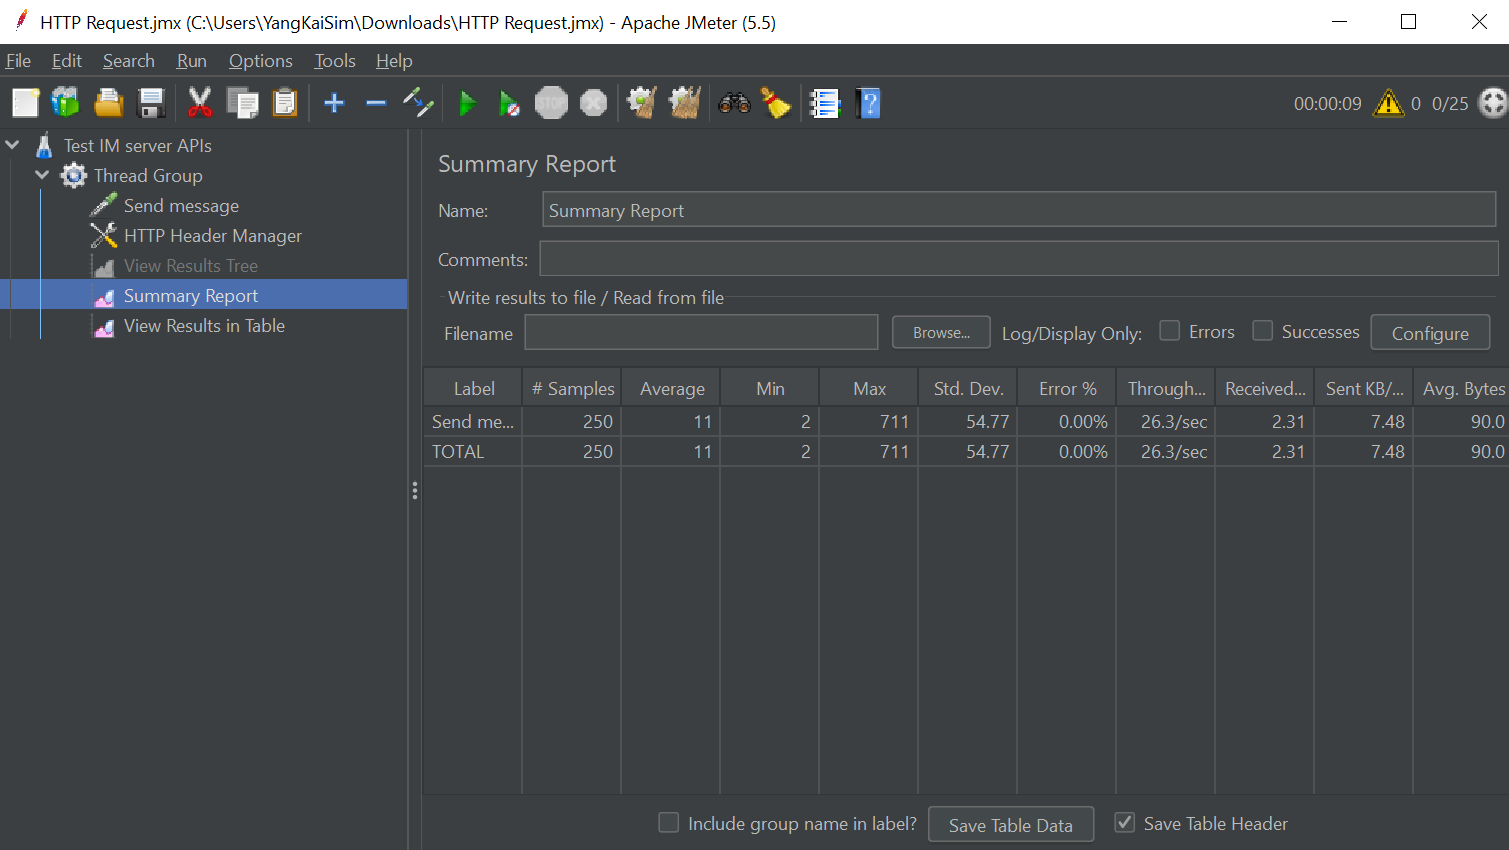 HTTP Request.jmx (C:\Users\YangKaiSim\Downloads\HTTP Request.jmx) - Apache JMeter (5.5)
File Edit Search Run Options Tools Help
STOP 00:00:09 0 0/25
Test IM server APIs
Thread Group
Send message
HTTP Header Manager
View Results Tree
Summary Report
View Results in Table
Summary Report
Name: Summary Report
Comments:
Write results to file / Read from file
Filename Browse... Log/Display Only: Errors Successes Configure
Label # Samples Average Min Max Std. Dev. Error % Through... Received... Sent KB/... Avg. Bytes
Send me... 250 11 2 711 54.77 0.00% 26.3/sec 2.31 7.48 90.0
TOTAL 250 11 2 711 54.77 0.00% 26.3/sec 2.31 7.48 90.0
Include group name in label? Save Table Data Save Table Header